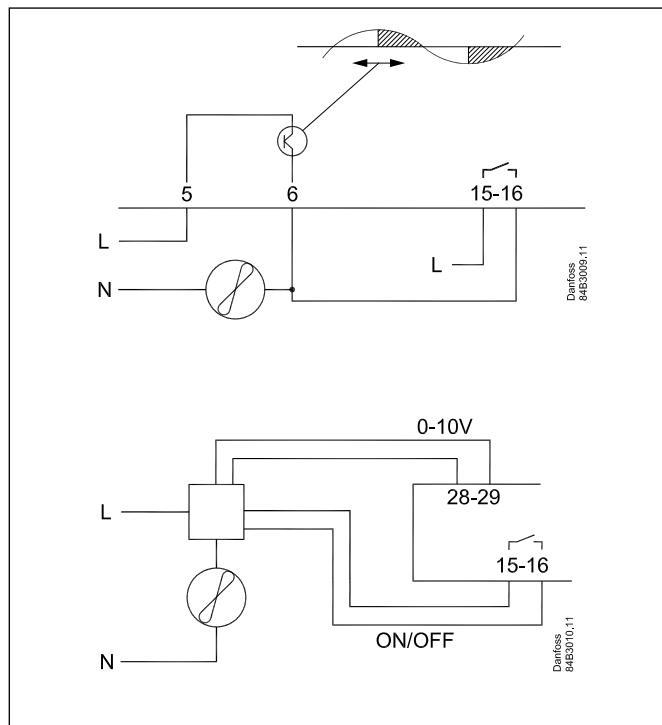 5
6
15-16
L
L
N
Danfoss
84B3009.11
0-10V
28-29
L
15-16
ON/OFF
N
Danfoss
84B3010.11